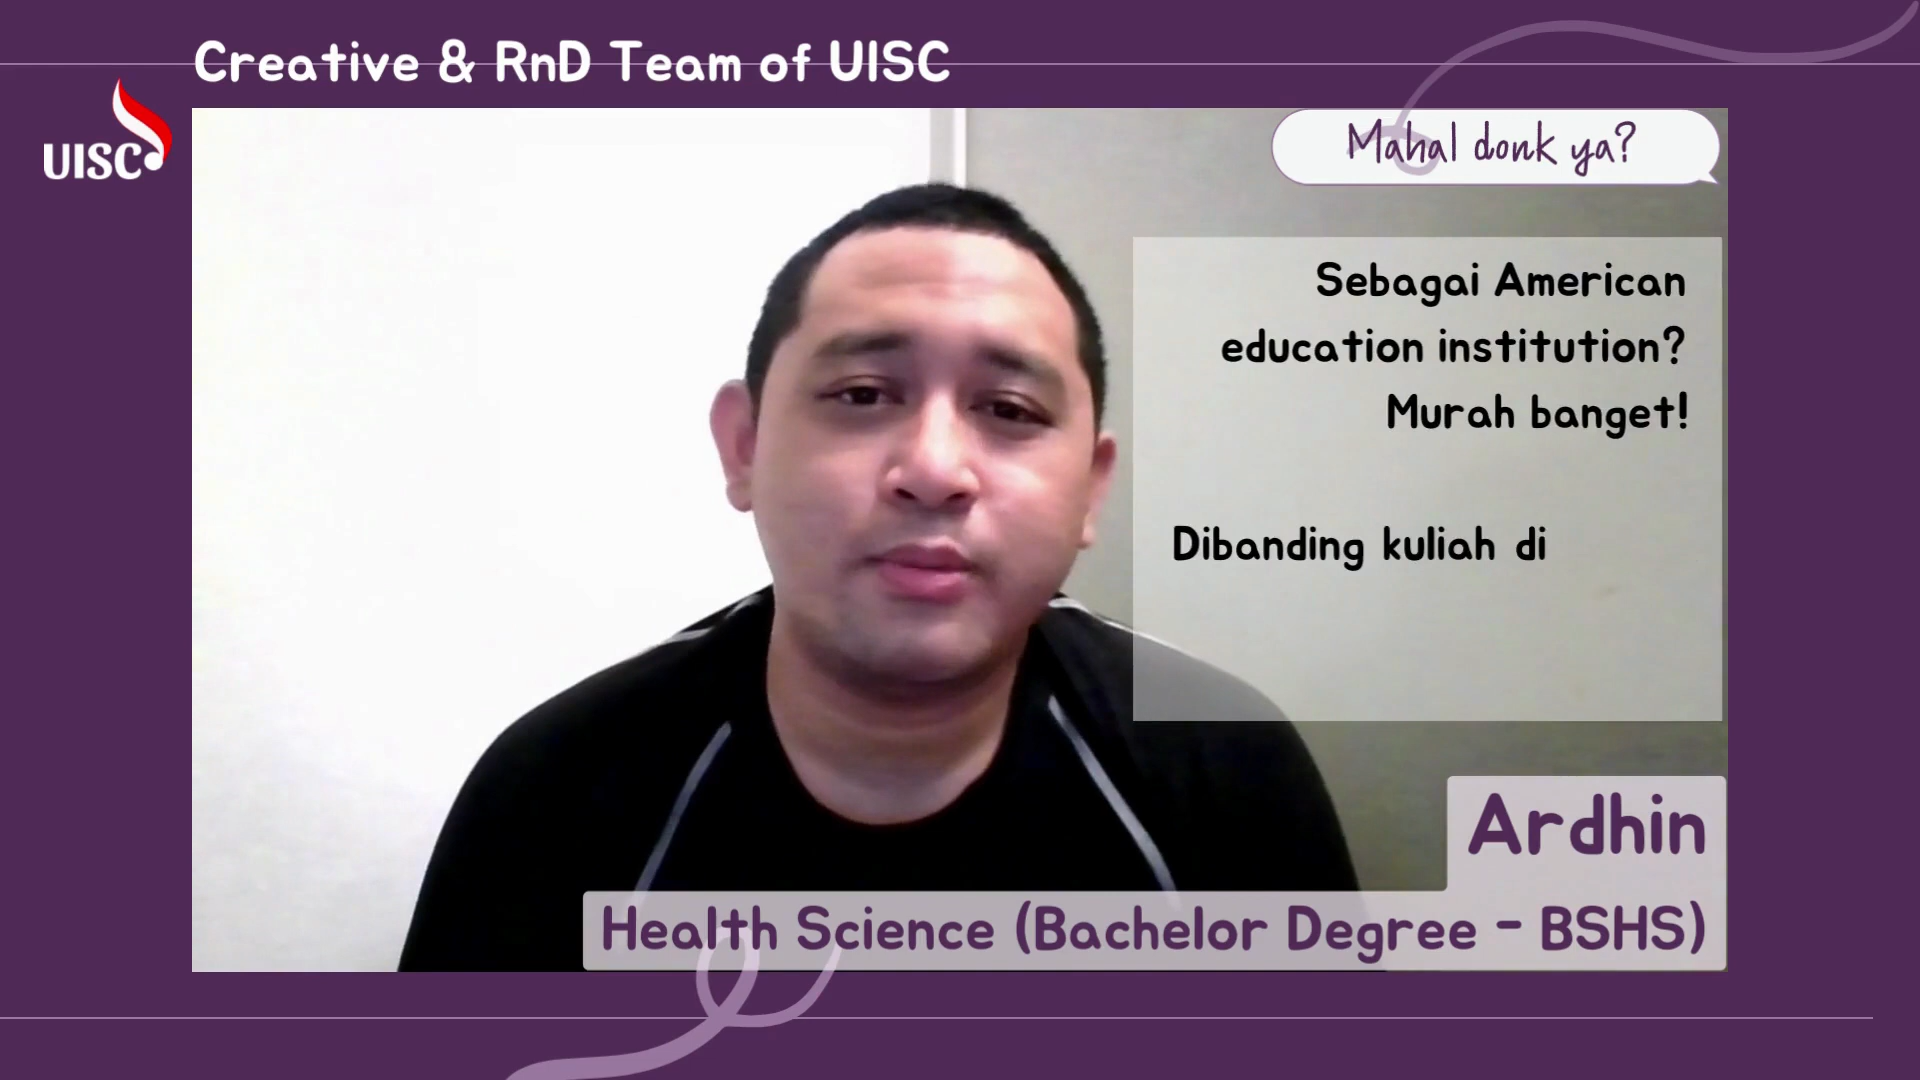 Creative & RnD Team of UISC
UISC
Mahal donk ya?
Sebagai American
education institution?
Murah banget!
Dibanding kuliah di
Ardhin
Health Science (Bachelor Degree - BSHS)